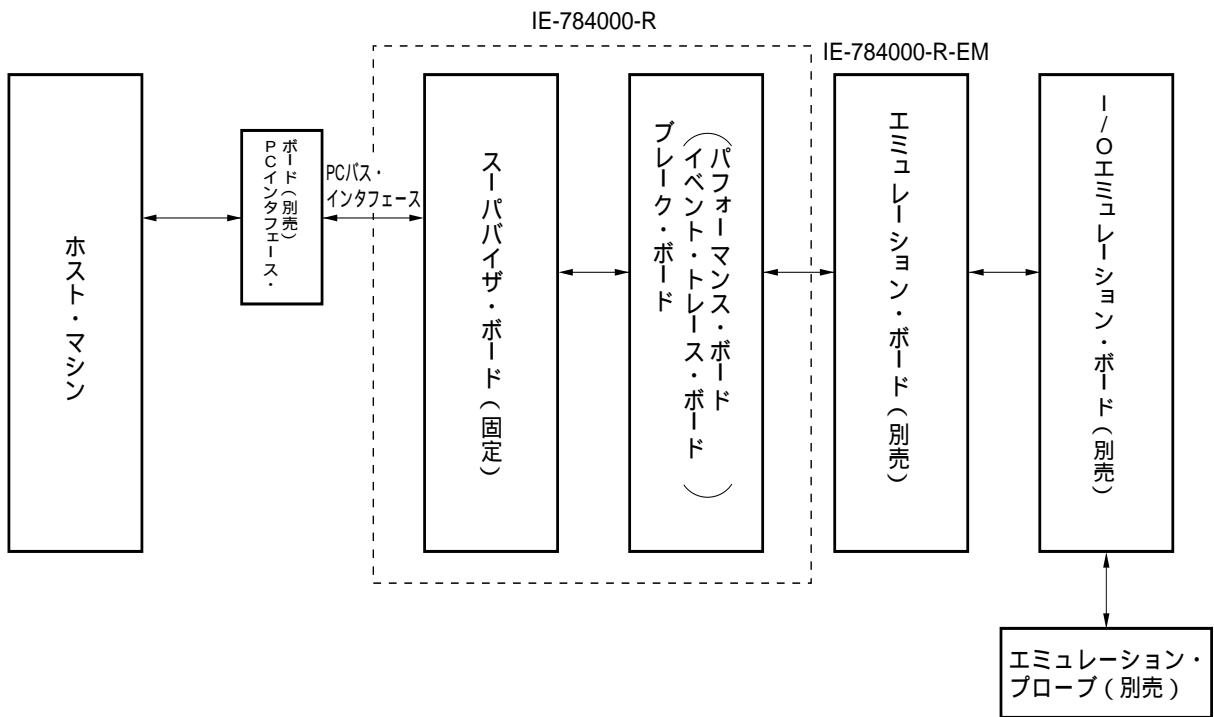 IE-784000-R
IE-784000-R-EM
ホスト・マシン
PCインタフェース・
ボード(別売)
PCバス・
インタフェース
スーパバイザ・ボード(固定)
ブレーク・ボード
(イベント・トレース・ボード
パフォーマンス・ボード)
エミュレーション・ボード(別売)
I/Oエミュレーション・ボード(別売)
エミュレーション・
プローブ(別売)